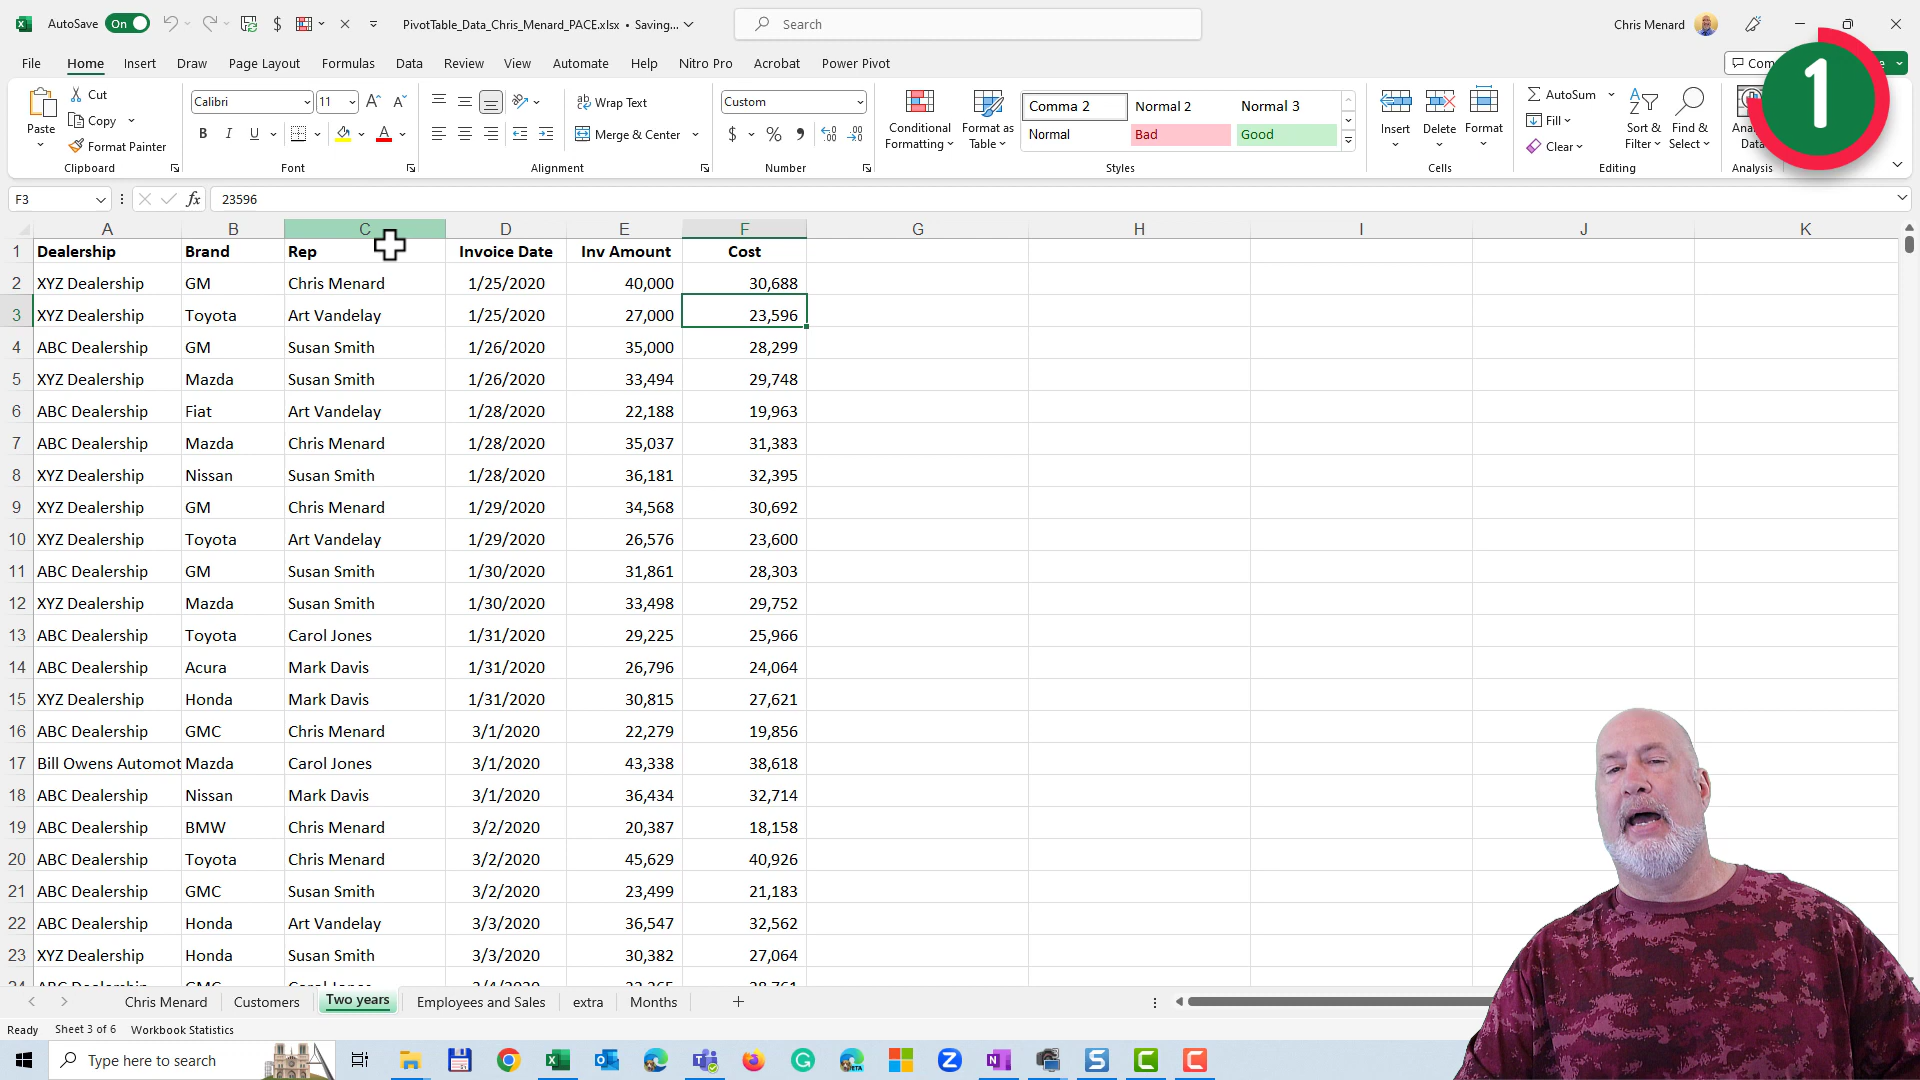 AutoSave On $ PivotTable_Data_Chris_Menard_PACE.xlsx • Saving... Search Chris Menard
File Home Insert Draw Page Layout Formulas Data Review View Automate Help Nitro Pro Acrobat Power Pivot
1
Paste Cut Copy Format Painter Clipboard
Calibri 11 B I U Font
Wrap Text Merge & Center Alignment
Custom $ % Number
Conditional Formatting Format as Table
Comma 2 Normal 2 Normal 3
Normal Bad Good
Styles
Insert Delete Format Cells
AutoSum Fill Clear Sort & Filter Find & Select Editing
Analysis
F3 fx 23596
A B C D E F G H I J K
1 Dealership Brand Rep Invoice Date Inv Amount Cost
2 XYZ Dealership GM Chris Menard 1/25/2020 40,000 30,688
3 XYZ Dealership Toyota Art Vandelay 1/25/2020 27,000 23,596
4 ABC Dealership GM Susan Smith 1/26/2020 35,000 28,299
5 XYZ Dealership Mazda Susan Smith 1/26/2020 33,494 29,748
6 ABC Dealership Fiat Art Vandelay 1/28/2020 22,188 19,963
7 ABC Dealership Mazda Chris Menard 1/28/2020 35,037 31,383
8 XYZ Dealership Nissan Susan Smith 1/28/2020 36,181 32,395
9 XYZ Dealership GM Chris Menard 1/29/2020 34,568 30,692
10 XYZ Dealership Toyota Art Vandelay 1/29/2020 26,576 23,600
11 ABC Dealership GM Susan Smith 1/30/2020 31,861 28,303
12 XYZ Dealership Mazda Susan Smith 1/30/2020 33,498 29,752
13 ABC Dealership Toyota Carol Jones 1/31/2020 29,225 25,966
14 ABC Dealership Acura Mark Davis 1/31/2020 26,796 24,064
15 XYZ Dealership Honda Mark Davis 1/31/2020 30,815 27,621
16 ABC Dealership GMC Chris Menard 3/1/2020 22,279 19,856
17 Bill Owens Automot Mazda Carol Jones 3/1/2020 43,338 38,618
18 ABC Dealership Nissan Mark Davis 3/1/2020 36,434 32,714
19 ABC Dealership BMW Chris Menard 3/2/2020 20,387 18,158
20 ABC Dealership Toyota Chris Menard 3/2/2020 45,629 40,926
21 ABC Dealership GMC Susan Smith 3/2/2020 23,499 21,183
22 ABC Dealership Honda Art Vandelay 3/3/2020 36,547 32,562
23 XYZ Dealership Honda Susan Smith 3/3/2020 30,382 27,064
Chris Menard Customers Two years Employees and Sales extra Months
Ready Sheet 3 of 6 Workbook Statistics
Type here to search